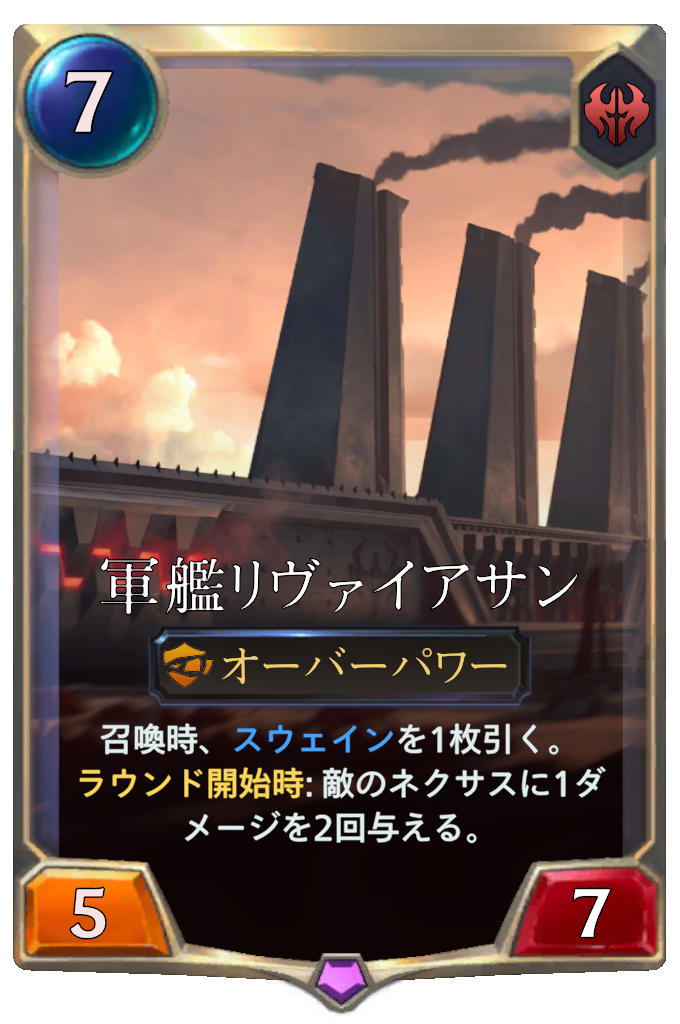 7
軍艦リヴァイアサン
オーバーパワー
召喚時、スウェインを1枚引く。
ラウンド開始時: 敵のネクサスに1ダ
メージを2回与える。
5
7